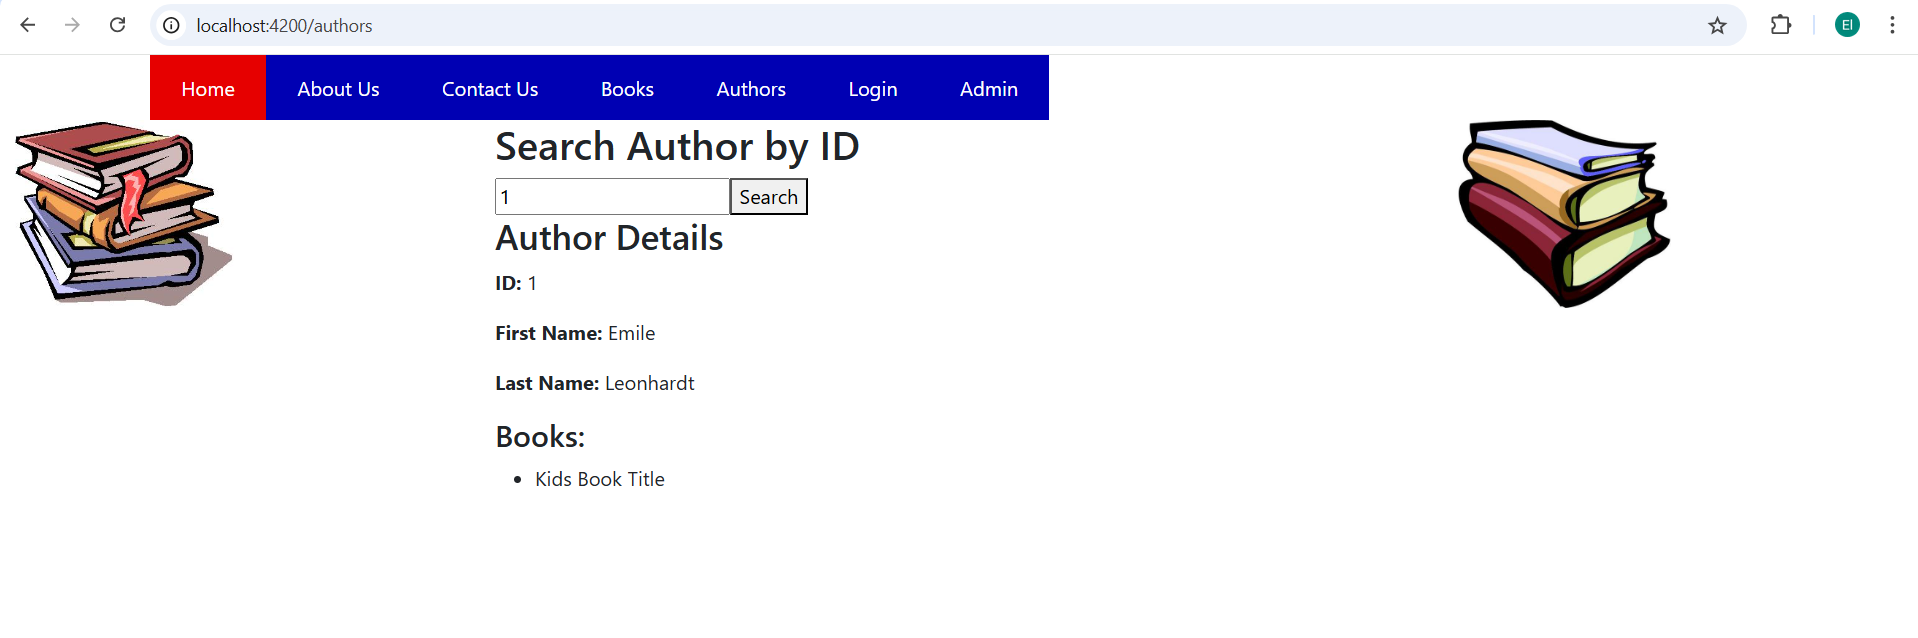 localhost:4200/authors
El
Home About Us Contact Us Books Authors Login Admin
Search Author by ID
1 Search
Author Details
ID: 1
First Name: Emile
Last Name: Leonhardt
Books:
Kids Book Title